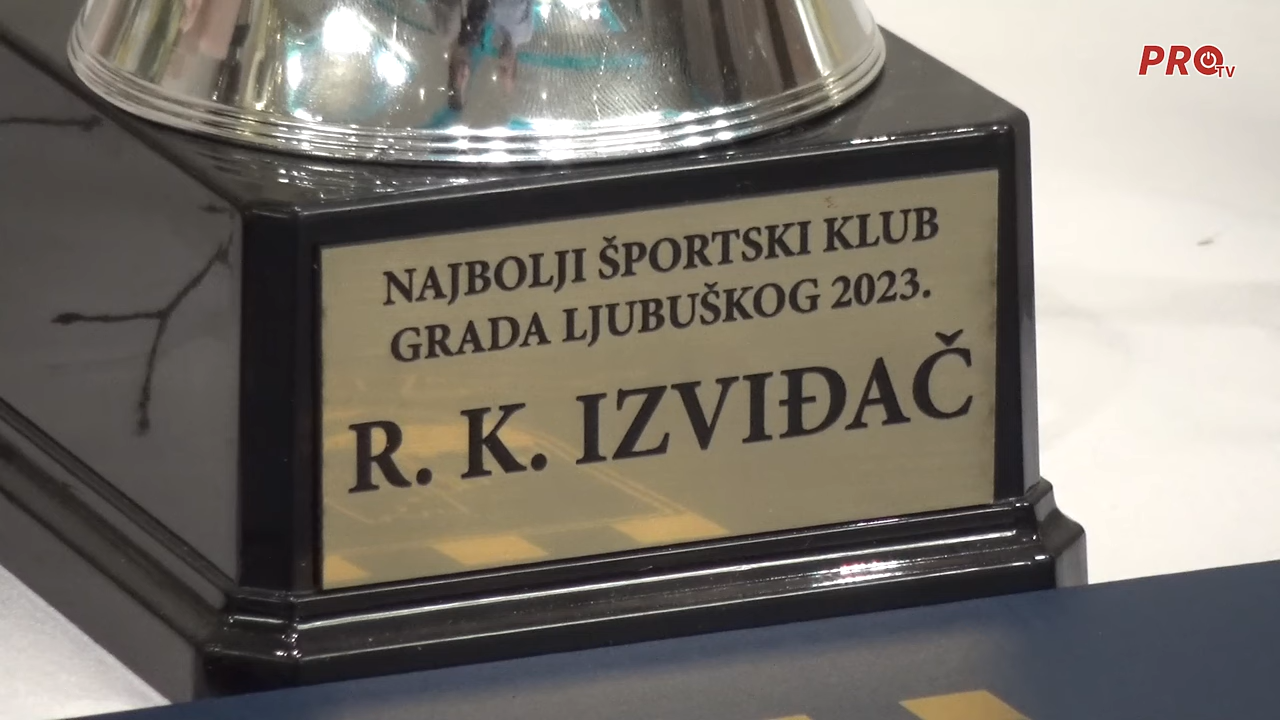 PRO TV
NAJBOLJI ŠPORTSKI KLUB
GRADA LJUBUŠKOG 2023.
R. K. IZVIĐAČ